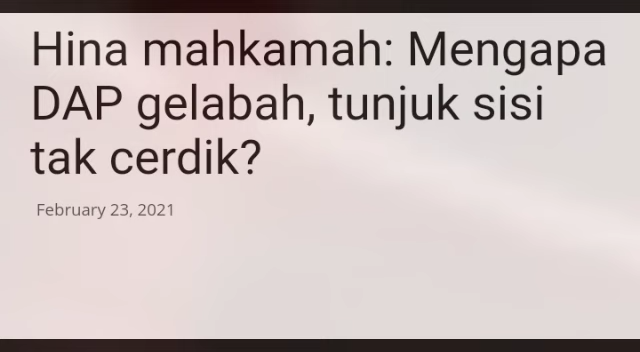 Hina mahkamah: Mengapa
DAP gelabah, tunjuk sisi
tak cerdik?
February 23, 2021